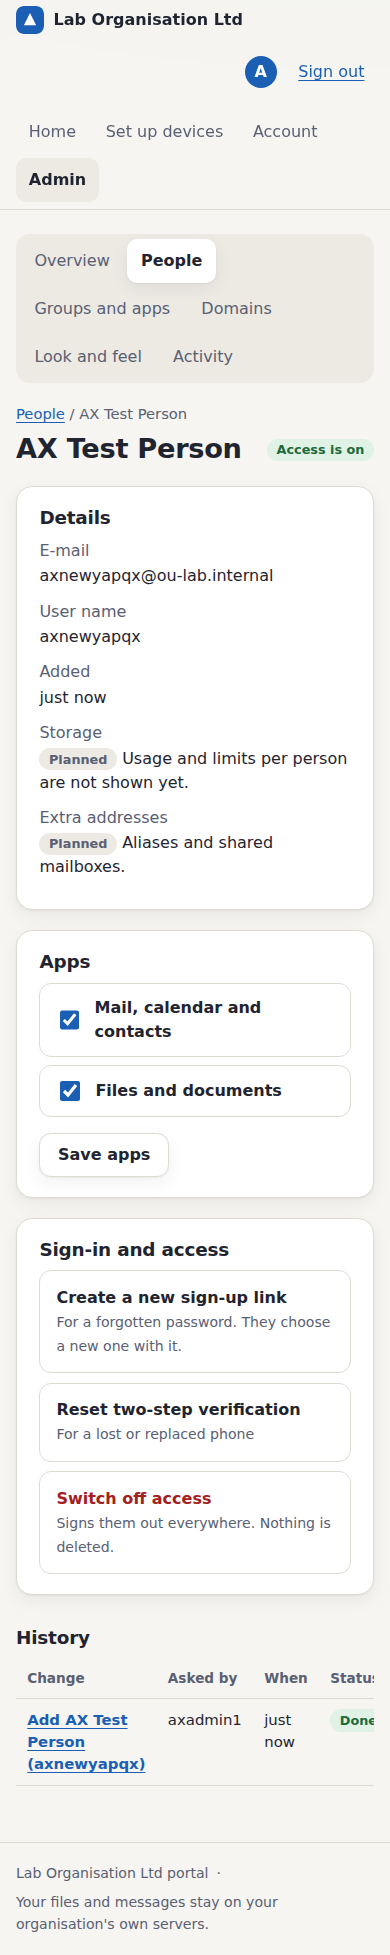 Lab Organisation Ltd
A Sign out
Home Set up devices Account
Admin
Overview People
Groups and apps Domains
Look and feel Activity
People / AX Test Person
AX Test Person Access is on
Details
E-mail
axnewyapqx@ou-lab.internal
User name
axnewyapqx
Added
just now
Storage
Planned Usage and limits per person
are not shown yet.
Extra addresses
Planned Aliases and shared
mailboxes.
Apps
Mail, calendar and
contacts
Files and documents
Save apps
Sign-in and access
Create a new sign-up link
For a forgotten password. They choose
a new one with it.
Reset two-step verification
For a lost or replaced phone
Switch off access
Signs them out everywhere. Nothing is
deleted.
History
Change Asked by When Status
Add AX Test axadmin1 just Done
Person now
(axnewyapqx)
Lab Organisation Ltd portal ·
Your files and messages stay on your
organisation's own servers.